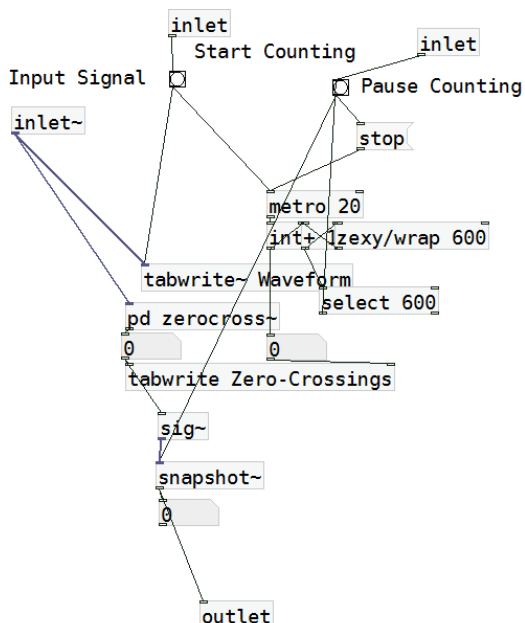 inlet
Start Counting
inlet
Input Signal
Pause Counting
inlet~
stop
metro 20
int+ 1
zexy/wrap 600
tabwrite~ Waveform
select 600
pd zerocross~
0
0
tabwrite Zero-Crossings
sig~
snapshot~
0
outlet